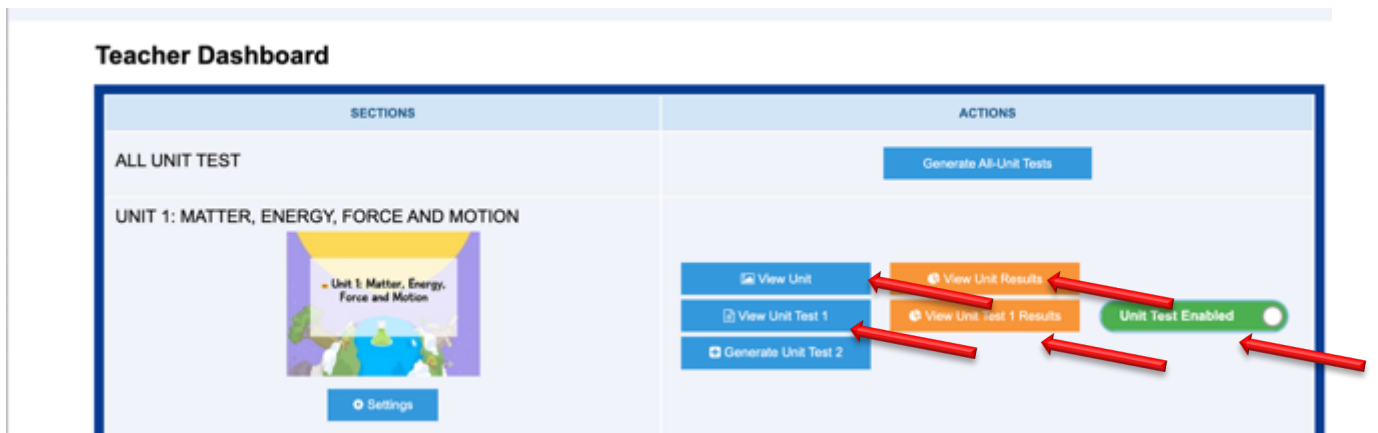 Teacher Dashboard
SECTIONS
ACTIONS
ALL UNIT TEST
Generate All-Unit Tests
UNIT 1: MATTER, ENERGY, FORCE AND MOTION
Unit 1: Matter, Energy,
Force and Motion
View Unit
View Unit Results
View Unit Test 1
View Unit Test 1 Results
Unit Test Enabled
Generate Unit Test 2
Settings